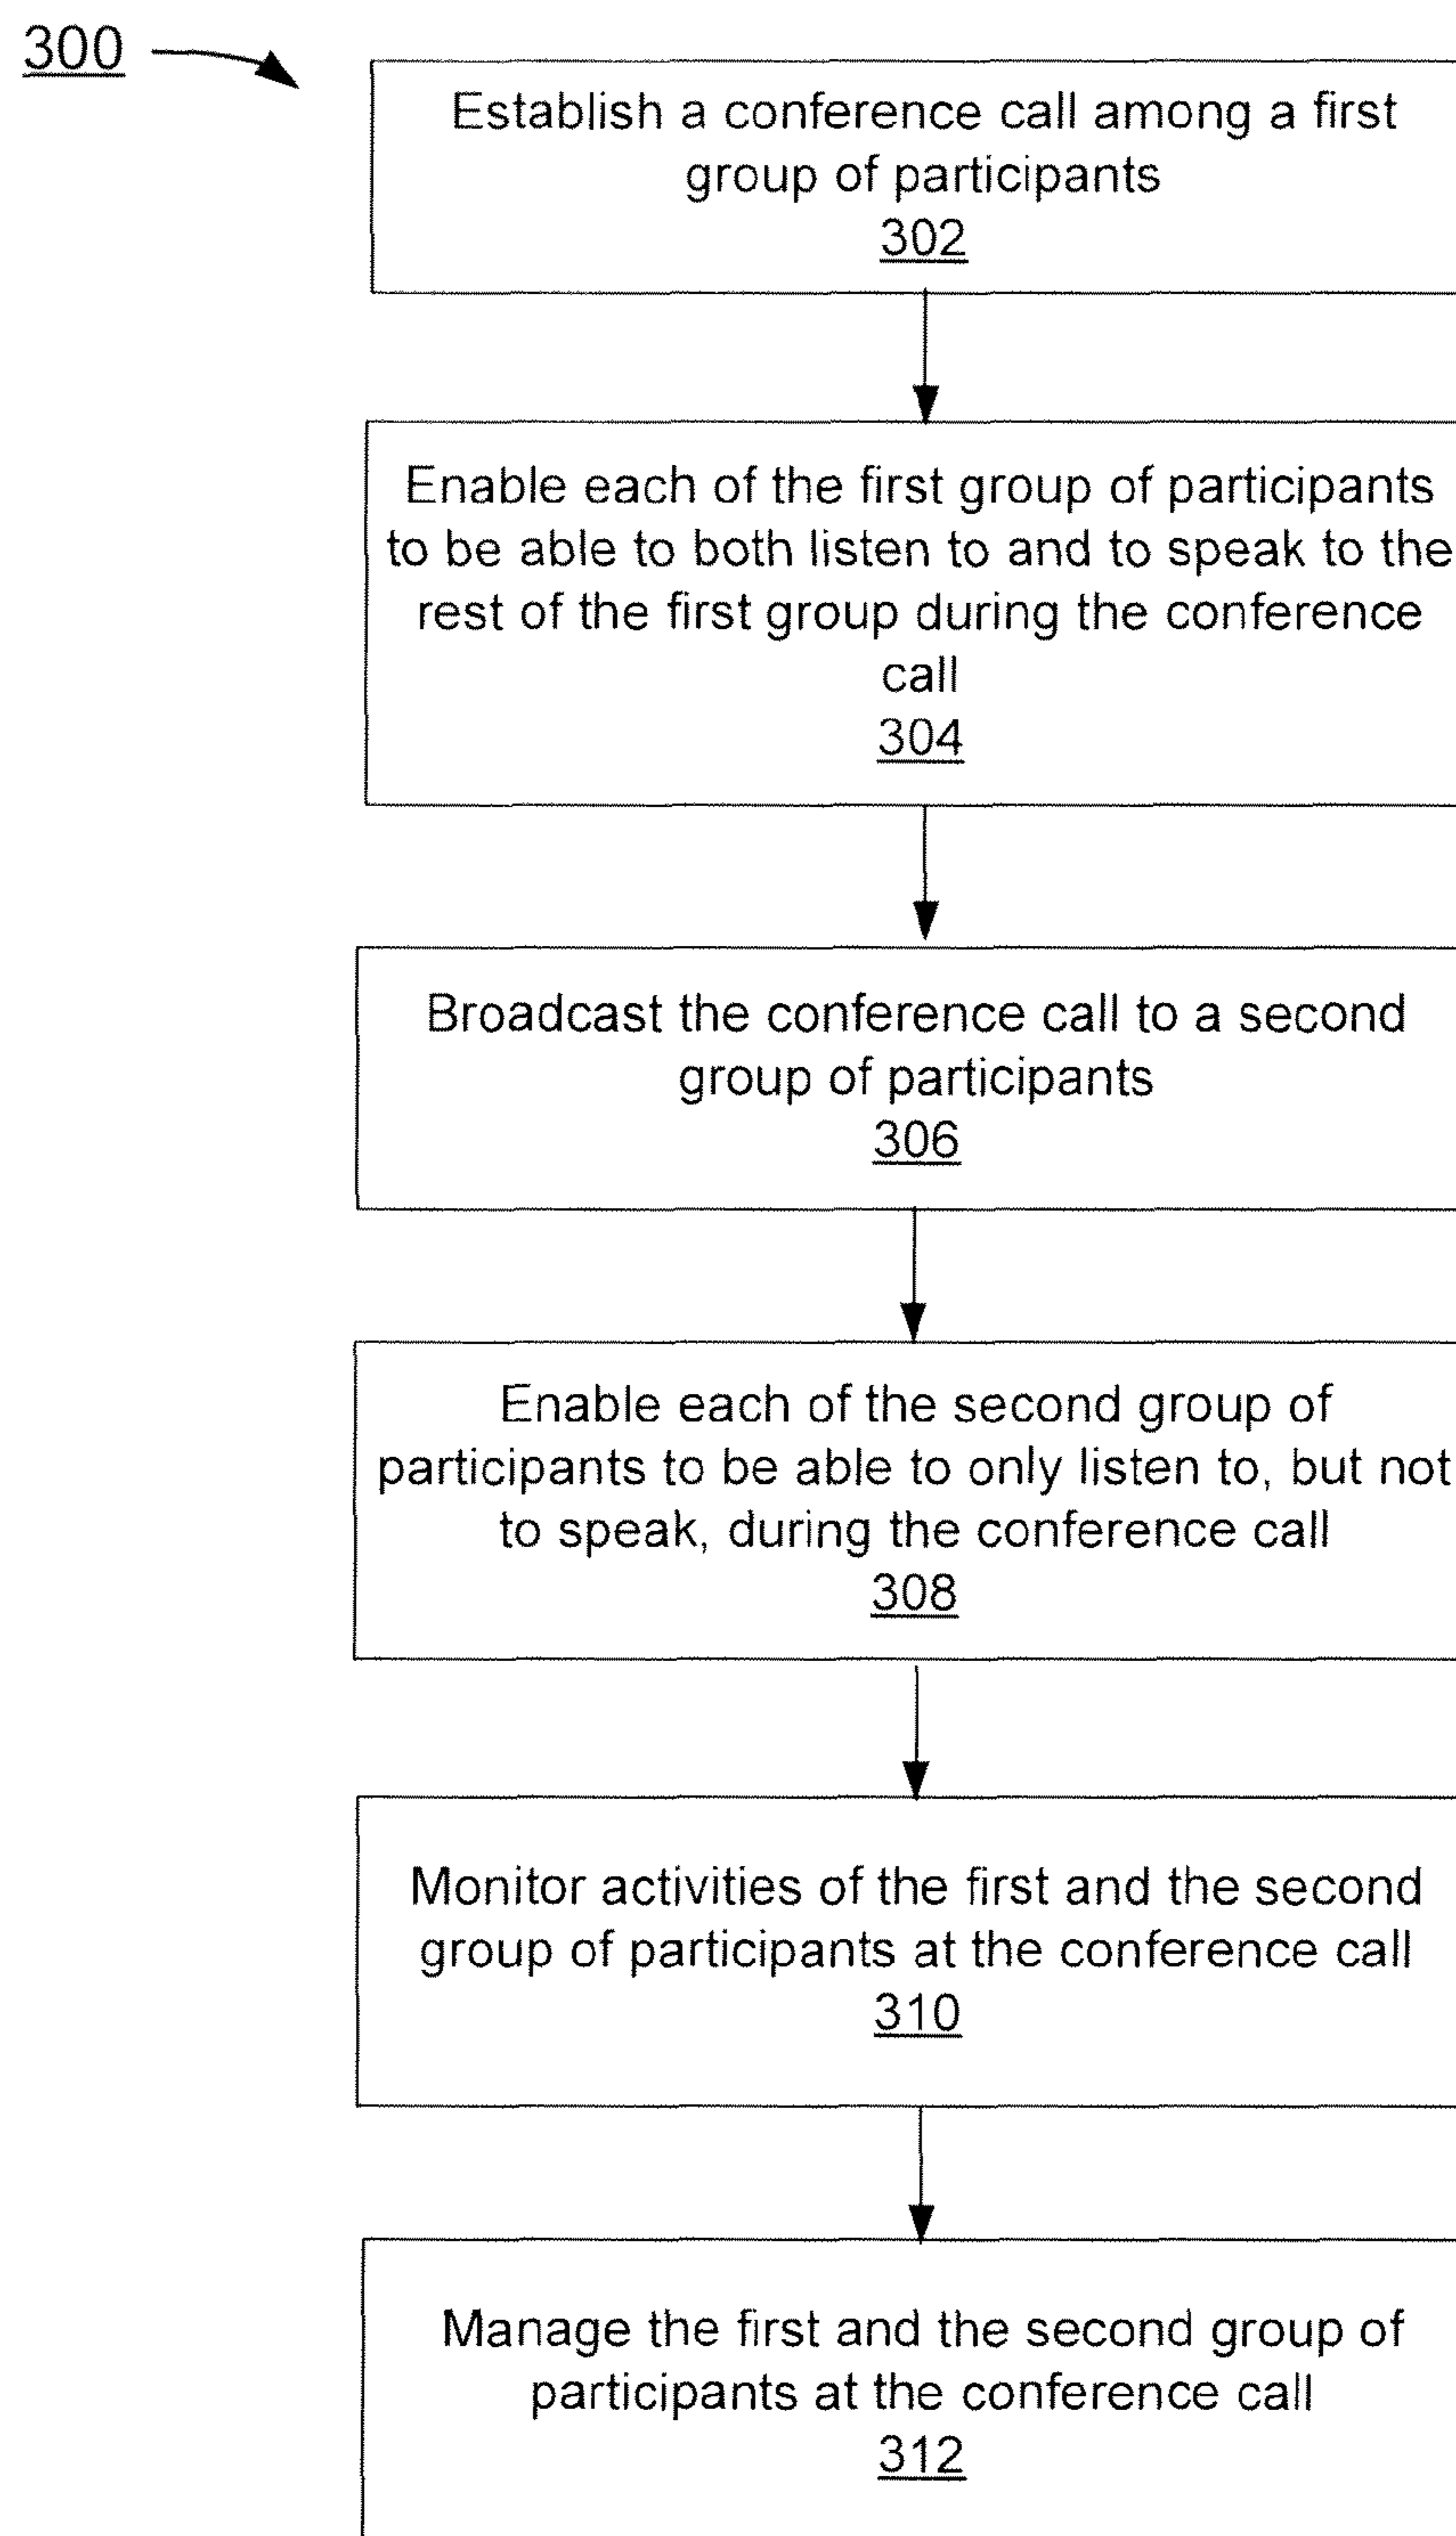 300
Establish a conference call among a first
group of participants
302
Enable each of the first group of participants
to be able to both listen to and to speak to the
rest of the first group during the conference
call
304
Broadcast the conference call to a second
group of participants
306
Enable each of the second group of
participants to be able to only listen to, but not
to speak, during the conference call
308
Monitor activities of the first and the second
group of participants at the conference call
310
Manage the first and the second group of
participants at the conference call
312